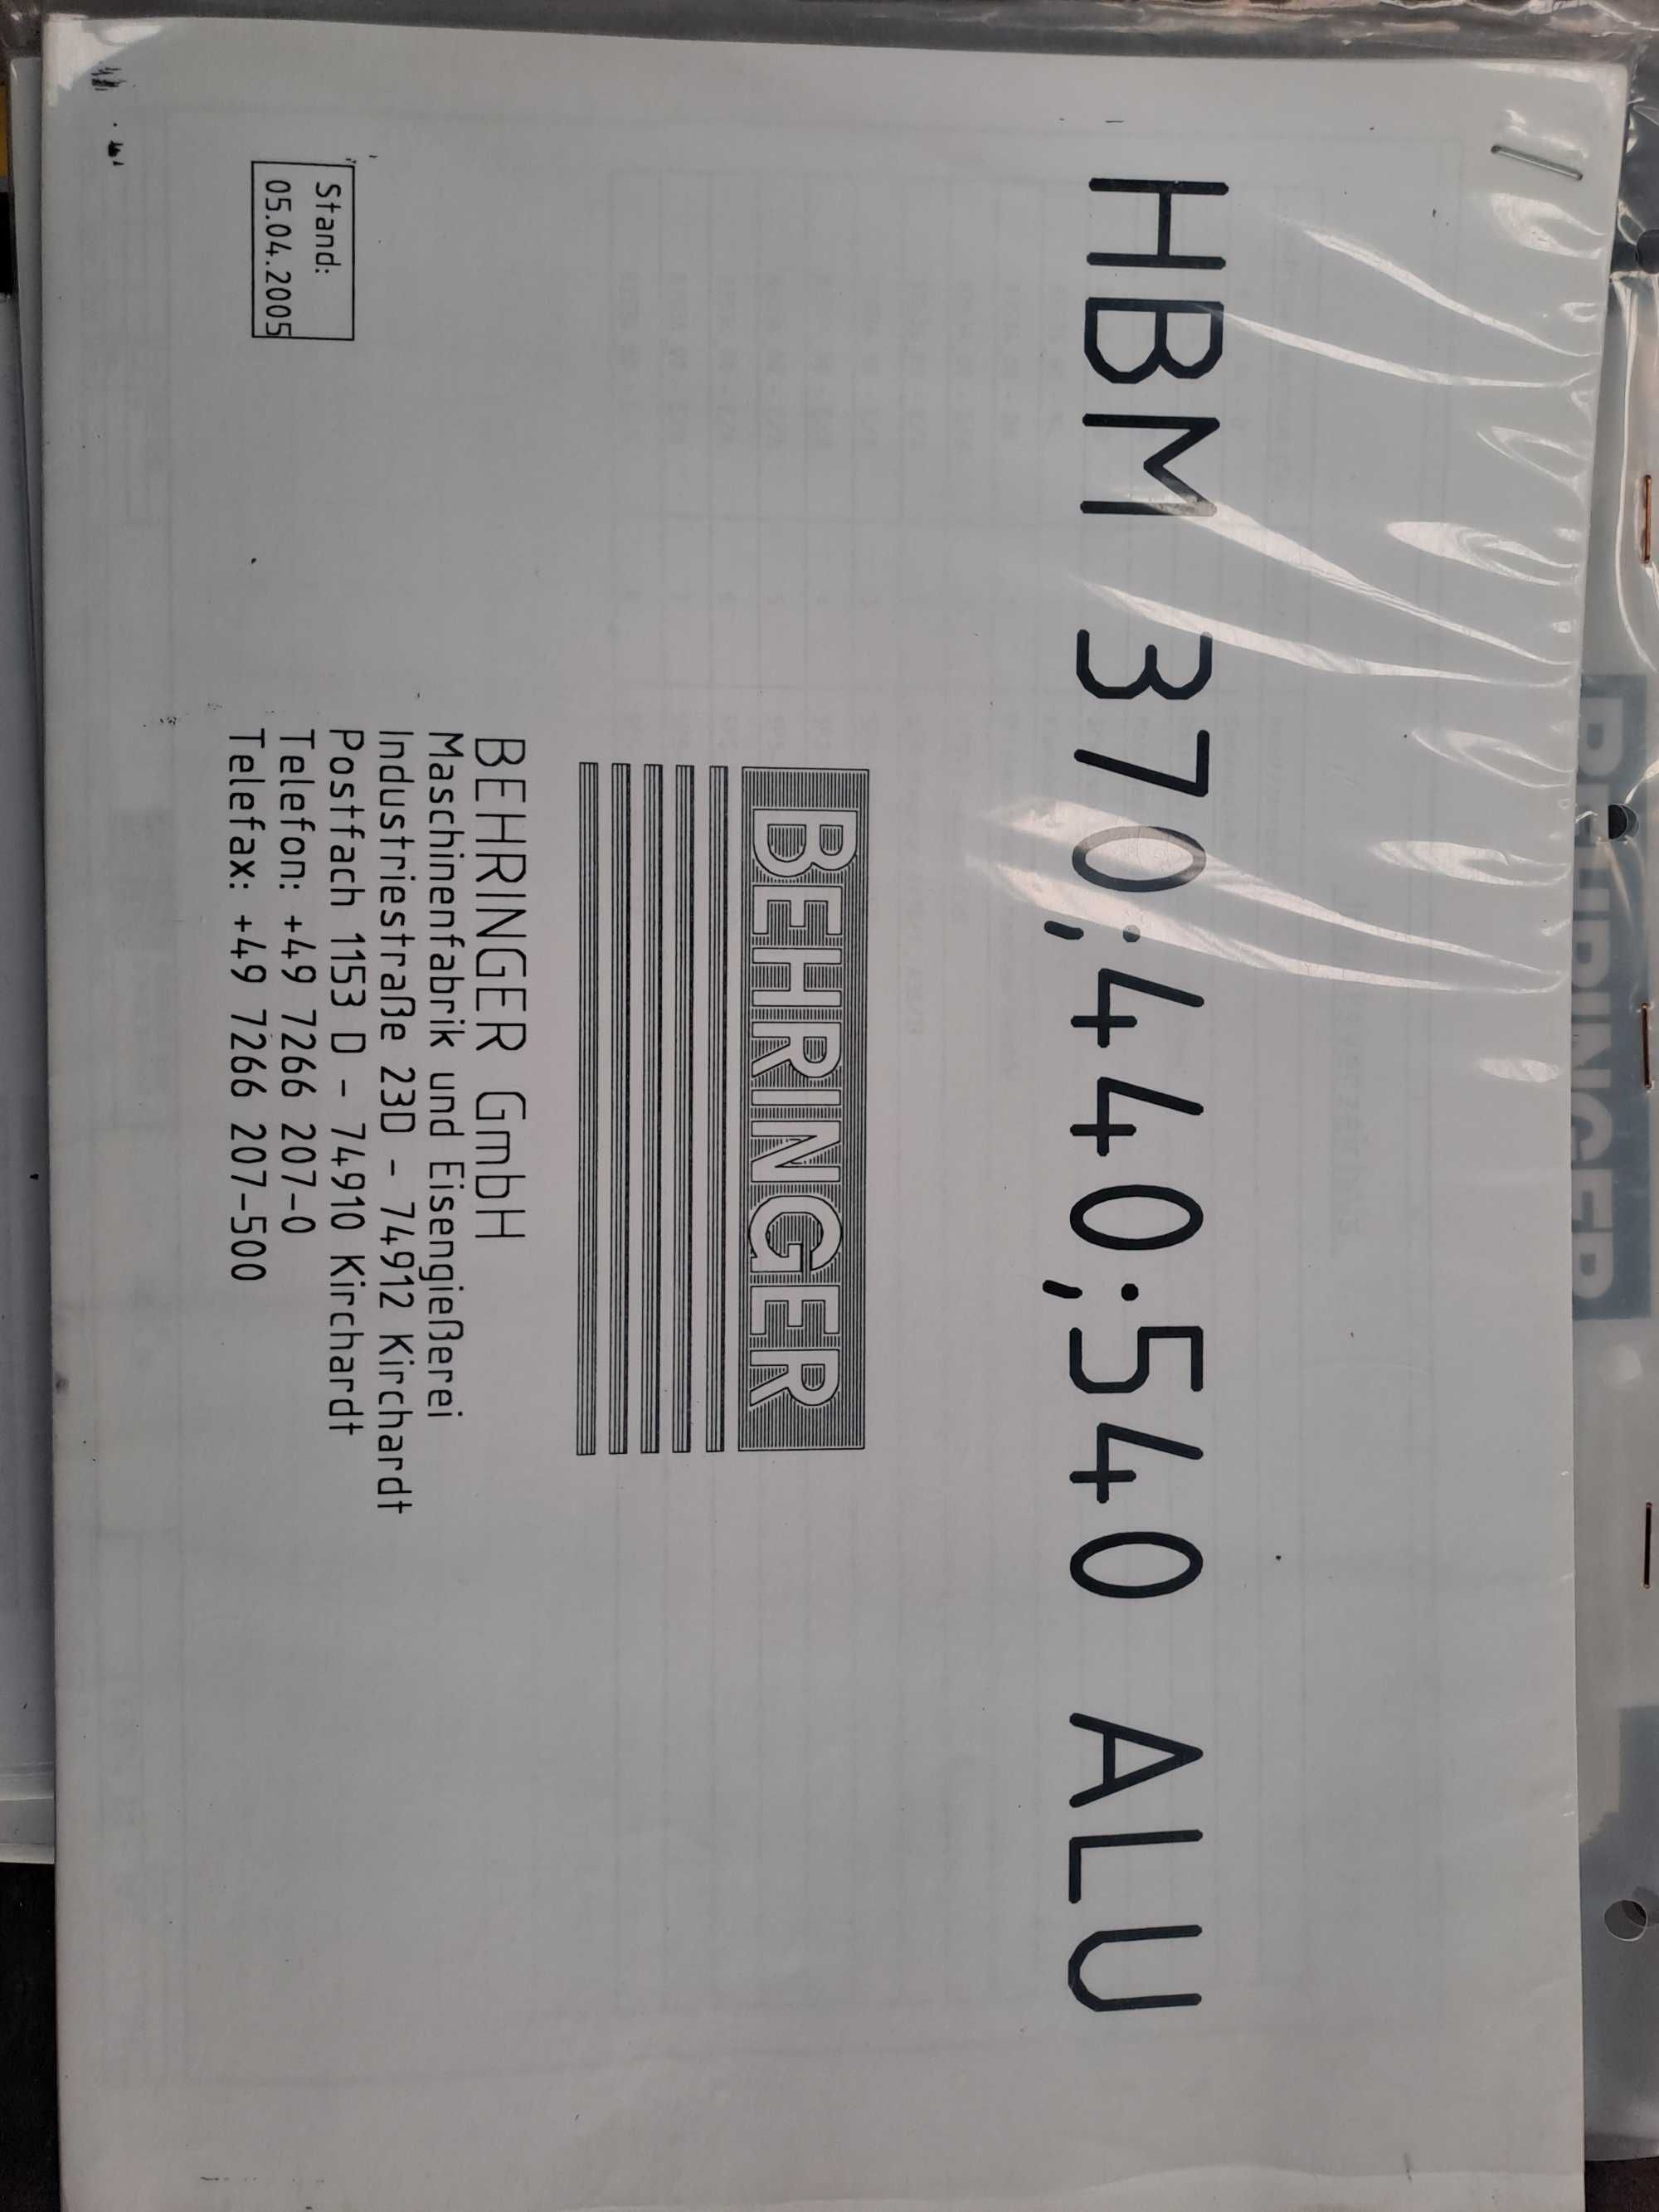 HBM 370;440;540 ALU
BEHRINGER
BEHRINGER GmbH
Maschinenfabrik und Eisengießerei
Industriestraße 23D - 74912 Kirchardt
Postfach 1153 D - 74910 Kirchardt
Telefon: +49 7266 207-0
Telefax: +49 7266 207-500
Stand:
05.04.2005
BEHRINGER